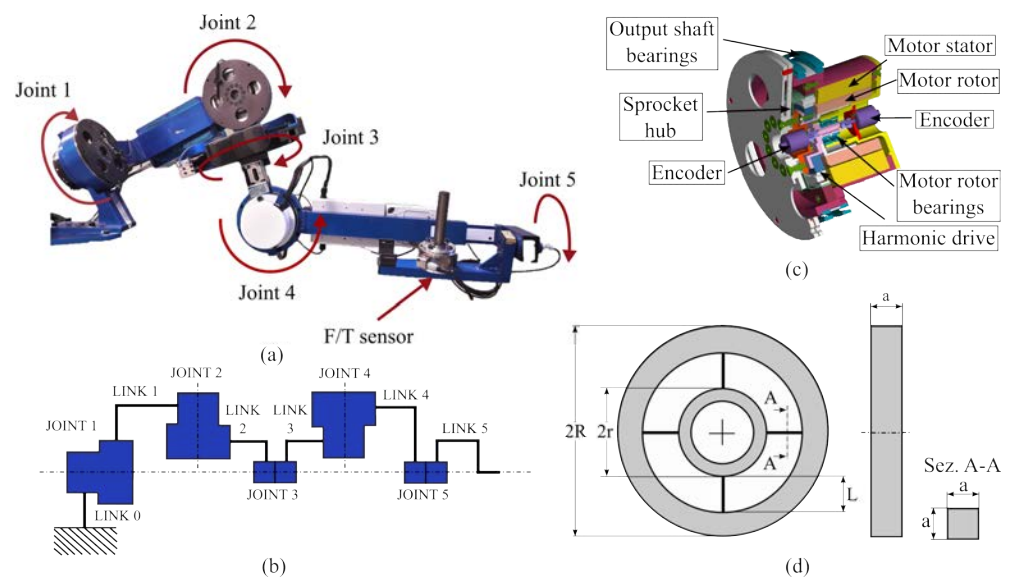 Joint 2
Joint 1
Joint 3
Joint 5
Joint 4
F/T sensor
(a)
Output shaft
bearings
Motor stator
Motor rotor
Sprocket
hub
Encoder
Encoder
Motor rotor
bearings
Harmonic drive
(c)
JOINT 2
JOINT 4
LINK 1
LINK 4
JOINT 1
LINK
2
LINK
3
LINK 5
JOINT 3
JOINT 5
LINK 0
(b)
a
2R
2r
A
A
L
Sez. A-A
a
a
(d)